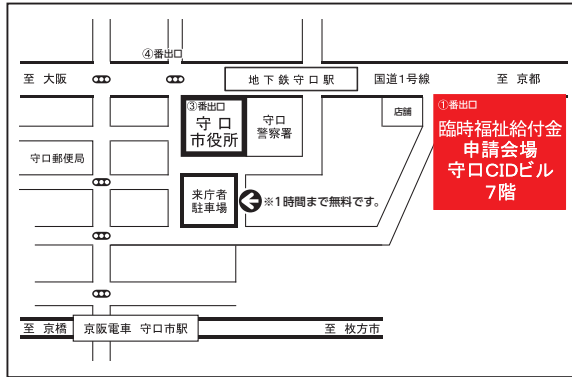 ④番出口
至 大阪
地下鉄守口駅
国道1号線
至 京都
③番出口
守口
市役所
守口
警察署
店舗
①番出口
臨時福祉給付金
申請会場
守口CIDビル
7階
守口郵便局
来庁者
駐車場
※1時間まで無料です。
至 京橋
京阪電車 守口市駅
至 枚方市